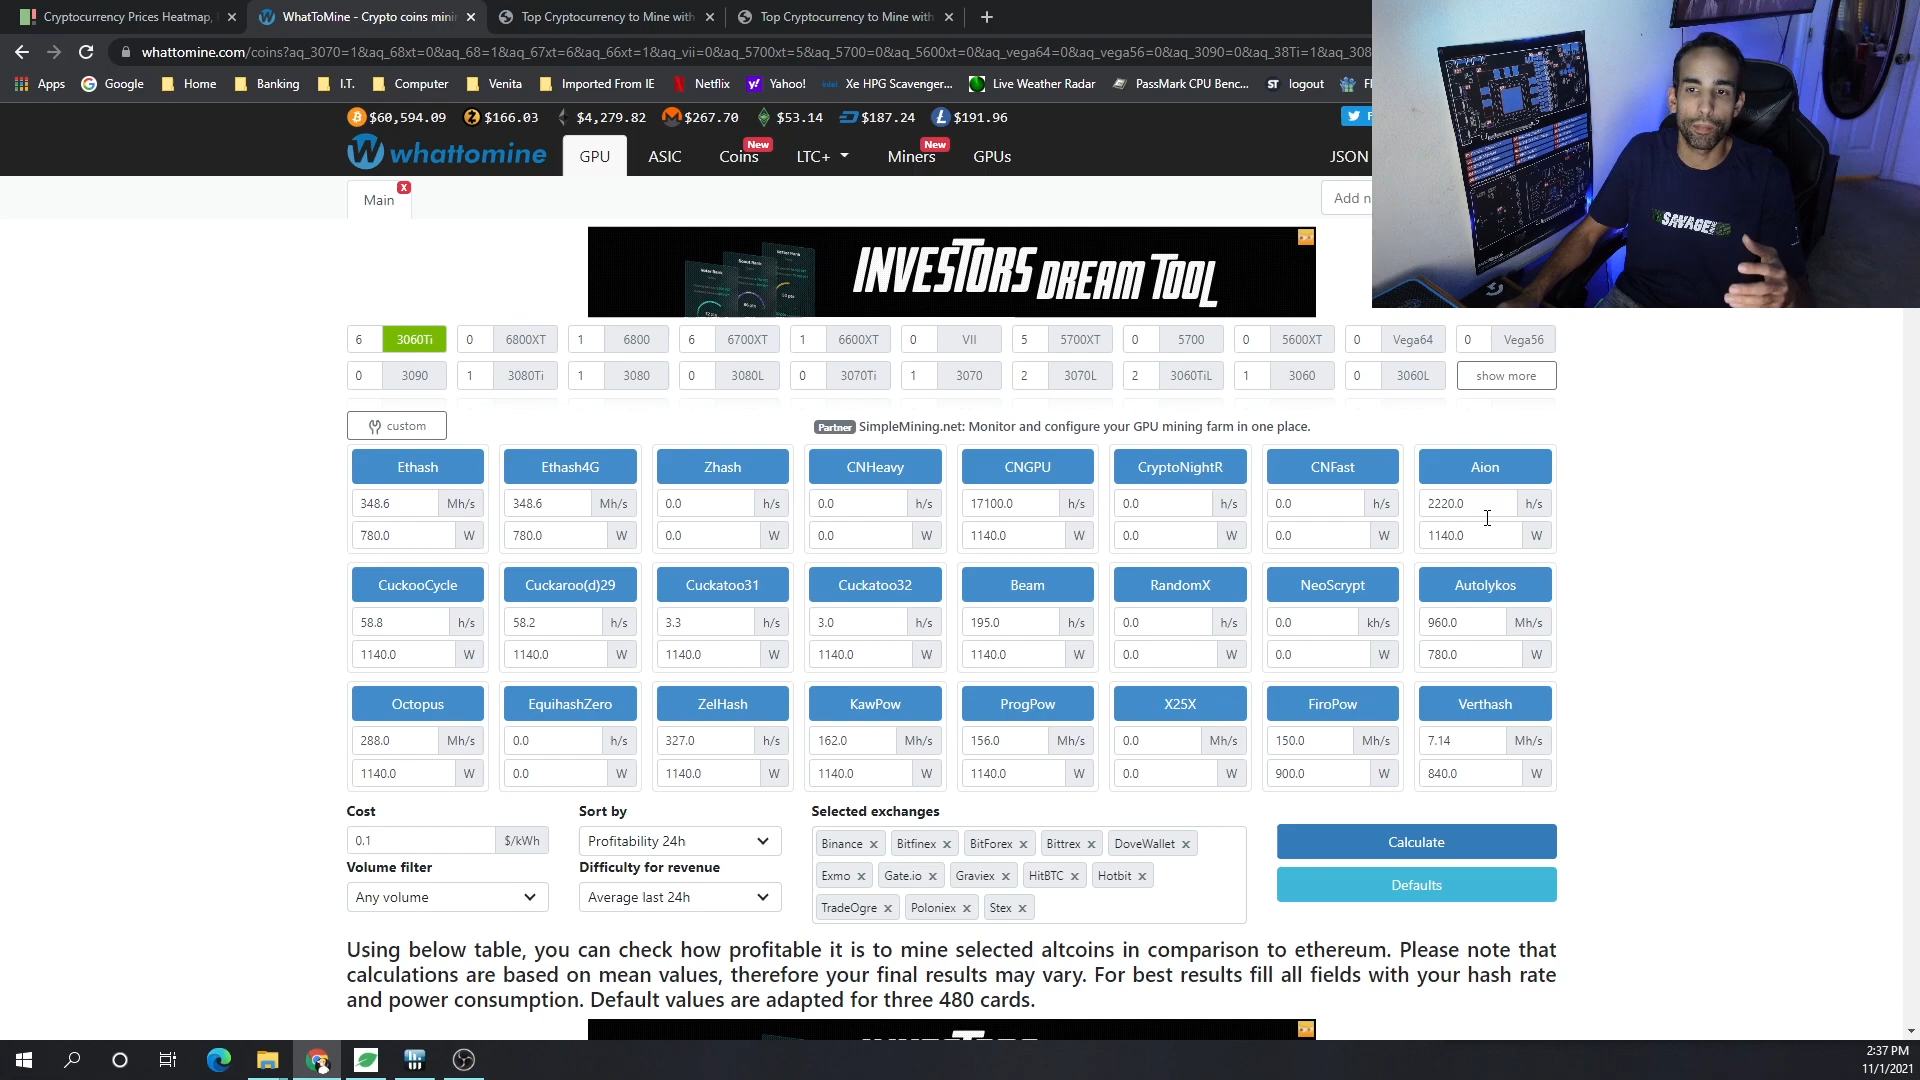 Cryptocurrency Prices Heatmap,
WhatToMine - Crypto coins mini
Top Cryptocurrency to Mine with
Top Cryptocurrency to Mine with
whattomine.com/coins?aq_3070=1&aq_68xt=0&aq_68=1&aq_67xt=6&aq_66xt=1&aq_vii=0&aq_5700xt=5&aq_5700=0&aq_5600xt=0&aq_vega64=0&aq_vega56=0&aq_3090=0&aq_38Ti=1&aq_308
Apps Google Home Banking I.T. Computer Venita Imported From IE Netflix Yahoo! Xe HPG Scavenger... Live Weather Radar PassMark CPU Benc... ST logout
$60,594.09 $166.03 $4,279.82 $267.70 $53.14 $187.24 $191.96
whattomine GPU ASIC Coins New LTC+ Miners New GPUs JSON
Main x
Add n
INVESTORS DREAM TOOL
SAVAGE
6 3060Ti 0 6800XT 1 6800 6 6700XT 1 6600XT 0 VII 5 5700XT 0 5700 0 5600XT 0 Vega64 0 Vega56
0 3090 1 3080Ti 1 3080 0 3080L 0 3070Ti 1 3070 2 3070L 2 3060TiL 1 3060 0 3060L show more
custom
Partner SimpleMining.net: Monitor and configure your GPU mining farm in one place.
Ethash Ethash4G Zhash CNHeavy CNGPU CryptoNightR CNFast Aion
348.6 Mh/s 348.6 Mh/s 0.0 h/s 0.0 h/s 17100.0 h/s 0.0 h/s 0.0 h/s 2220.0 h/s
780.0 W 780.0 W 0.0 W 0.0 W 1140.0 W 0.0 W 0.0 W 1140.0 W
CuckooCycle Cuckaroo(d)29 Cuckatoo31 Cuckatoo32 Beam RandomX NeoScrypt Autolykos
58.8 h/s 58.2 h/s 3.3 h/s 3.0 h/s 195.0 h/s 0.0 h/s 0.0 kh/s 960.0 Mh/s
1140.0 W 1140.0 W 1140.0 W 1140.0 W 1140.0 W 0.0 W 0.0 W 780.0 W
Octopus EquihashZero ZelHash KawPow ProgPow X25X FiroPow Verthash
288.0 Mh/s 0.0 h/s 327.0 h/s 162.0 Mh/s 156.0 Mh/s 0.0 Mh/s 150.0 Mh/s 7.14 Mh/s
1140.0 W 0.0 W 1140.0 W 1140.0 W 1140.0 W 0.0 W 900.0 W 840.0 W
Cost Sort by Selected exchanges
0.1 $/kWh Profitability 24h
Binance x Bitfinex x BitForex x Bittrex x DoveWallet x
Calculate
Volume filter Difficulty for revenue
Exmo x Gate.io x Graviex x HitBTC x Hotbit x
Defaults
Any volume Average last 24h
TradeOgre x Poloniex x Stex x
Using below table, you can check how profitable it is to mine selected altcoins in comparison to ethereum. Please note that
calculations are based on mean values, therefore your final results may vary. For best results fill all fields with your hash rate
and power consumption. Default values are adapted for three 480 cards.
2:37 PM
11/1/2021